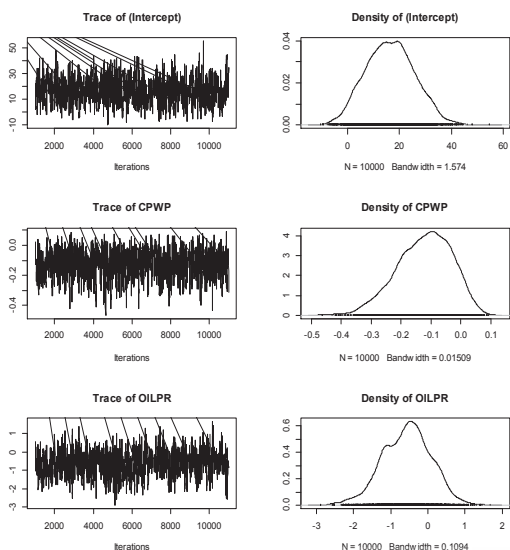 Trace of (Intercept)
50
30
10
-10
2000 4000 6000 8000 10000
Iterations
Density of (Intercept)
0.04
0.02
0.00
0 20 40 60
N = 10000 Bandwidth = 1.574
Trace of CPWP
0.0
-0.2
-0.4
2000 4000 6000 8000 10000
Iterations
Density of CPWP
4
3
2
1
0
-0.5 -0.4 -0.3 -0.2 -0.1 0.0 0.1
N = 10000 Bandwidth = 0.01509
Trace of OILPR
1
0
-1
-2
-3
2000 4000 6000 8000 10000
Iterations
Density of OILPR
0.6
0.4
0.2
0.0
-3 -2 -1 0 1 2
N = 10000 Bandwidth = 0.1094